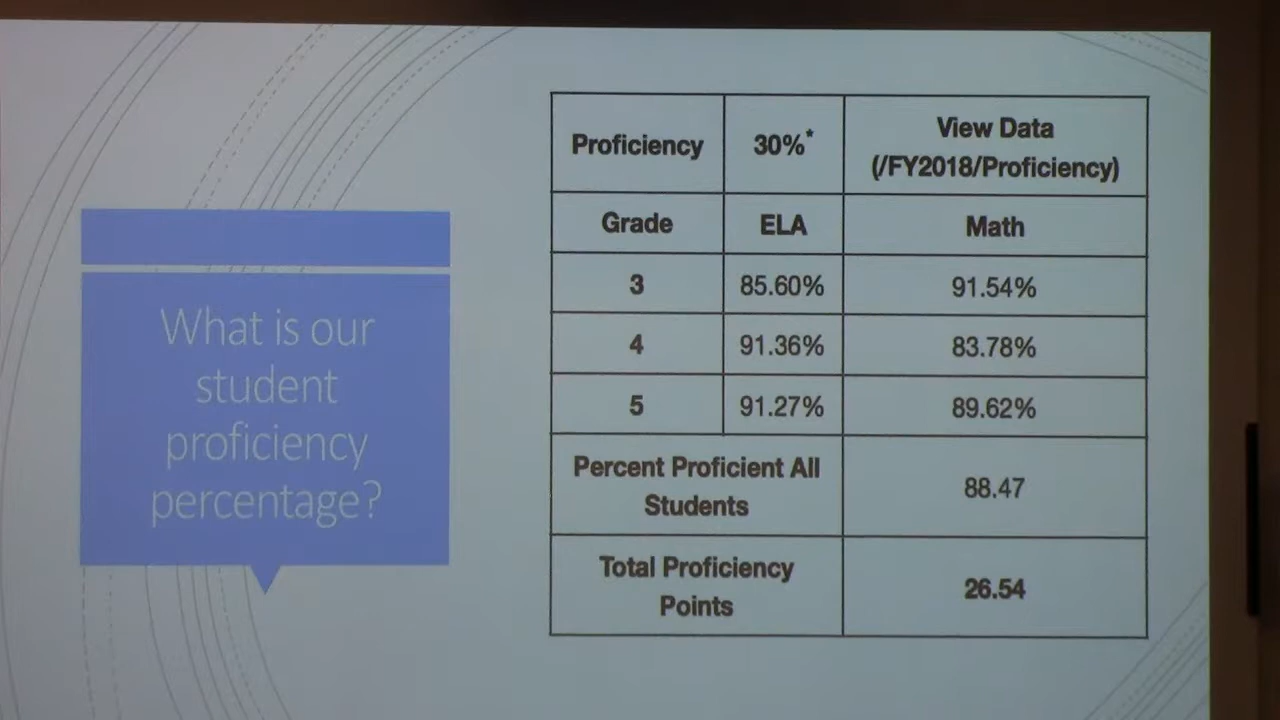 What is our
student
proficiency
percentage?
Proficiency 30%* View Data
(/FY2018/Proficiency)
Grade ELA Math
3 85.60% 91.54%
4 91.36% 83.78%
5 91.27% 89.62%
Percent Proficient All
Students 88.47
Total Proficiency
Points 26.54